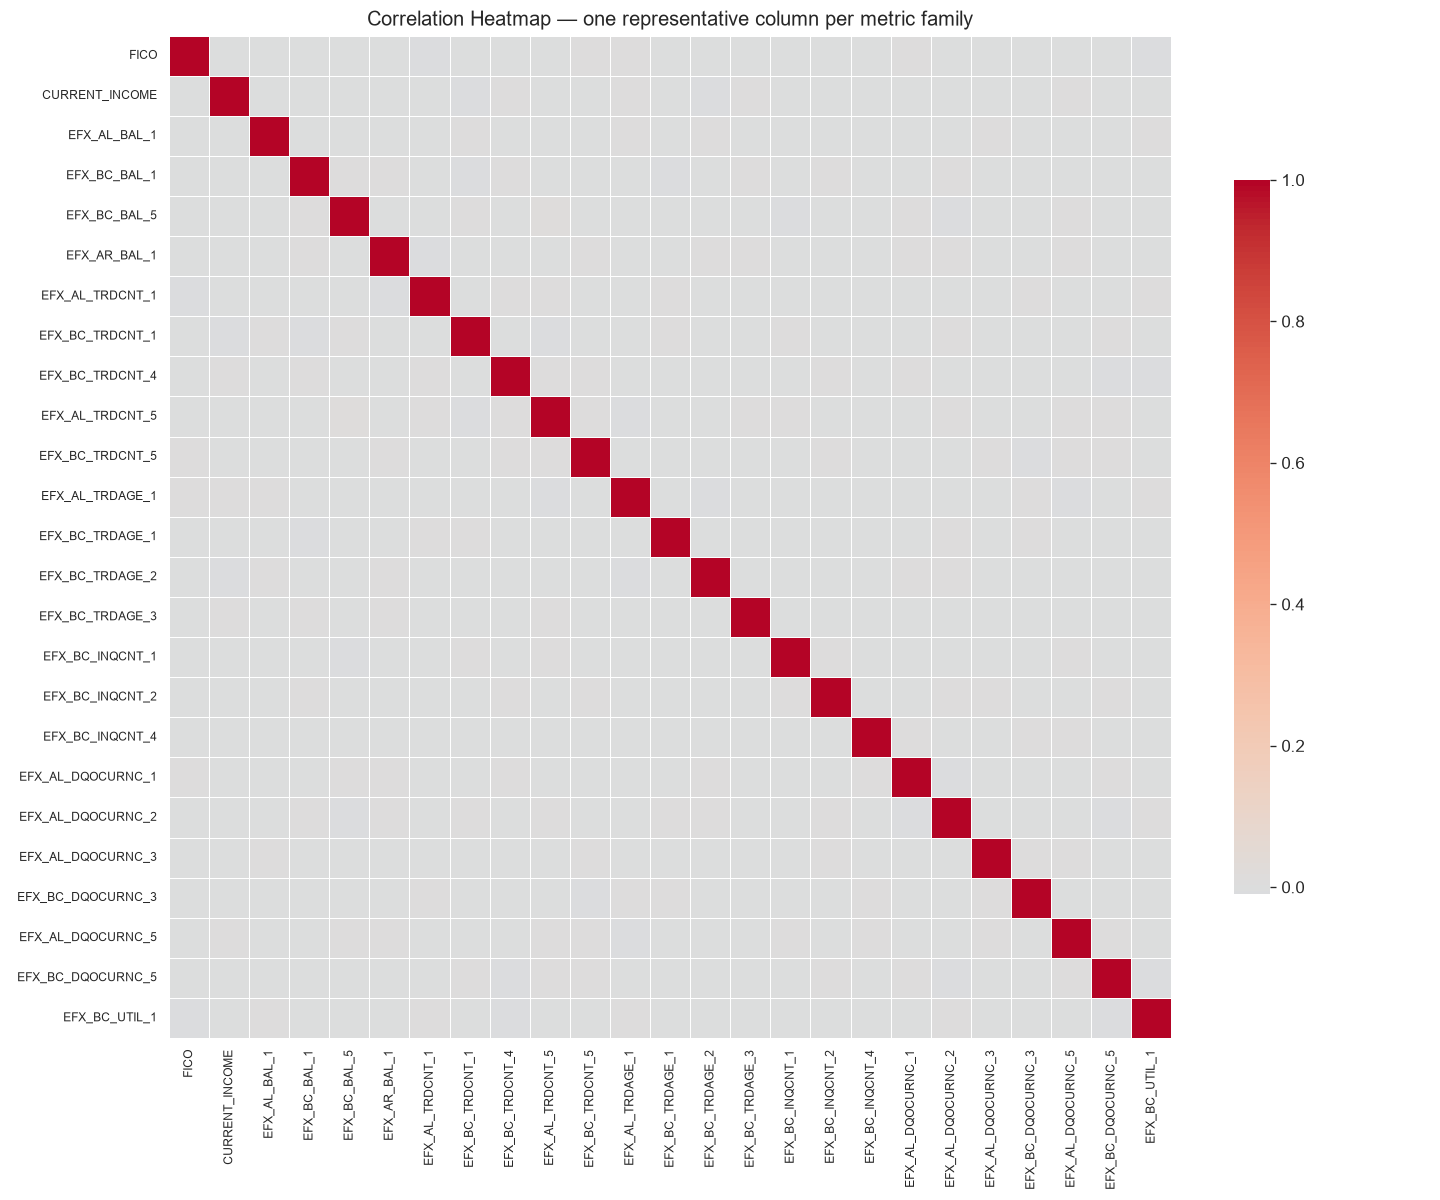 Correlation Heatmap — one representative column per metric family
FICO
CURRENT_INCOME
EFX_AL_BAL_1
EFX_BC_BAL_1
EFX_BC_BAL_5
EFX_AR_BAL_1
EFX_AL_TRDCNT_1
EFX_BC_TRDCNT_1
EFX_BC_TRDCNT_4
EFX_AL_TRDCNT_5
EFX_BC_TRDCNT_5
EFX_AL_TRDAGE_1
EFX_BC_TRDAGE_1
EFX_BC_TRDAGE_2
EFX_BC_TRDAGE_3
EFX_BC_INQCNT_1
EFX_BC_INQCNT_2
EFX_BC_INQCNT_4
EFX_AL_DQOCURNC_1
EFX_AL_DQOCURNC_2
EFX_AL_DQOCURNC_3
EFX_BC_DQOCURNC_3
EFX_AL_DQOCURNC_5
EFX_BC_DQOCURNC_5
EFX_BC_UTIL_1
FICO
CURRENT_INCOME
EFX_AL_BAL_1
EFX_BC_BAL_1
EFX_BC_BAL_5
EFX_AR_BAL_1
EFX_AL_TRDCNT_1
EFX_BC_TRDCNT_1
EFX_BC_TRDCNT_4
EFX_AL_TRDCNT_5
EFX_BC_TRDCNT_5
EFX_AL_TRDAGE_1
EFX_BC_TRDAGE_1
EFX_BC_TRDAGE_2
EFX_BC_TRDAGE_3
EFX_BC_INQCNT_1
EFX_BC_INQCNT_2
EFX_BC_INQCNT_4
EFX_AL_DQOCURNC_1
EFX_AL_DQOCURNC_2
EFX_AL_DQOCURNC_3
EFX_BC_DQOCURNC_3
EFX_AL_DQOCURNC_5
EFX_BC_DQOCURNC_5
EFX_BC_UTIL_1
1.0
0.8
0.6
0.4
0.2
0.0